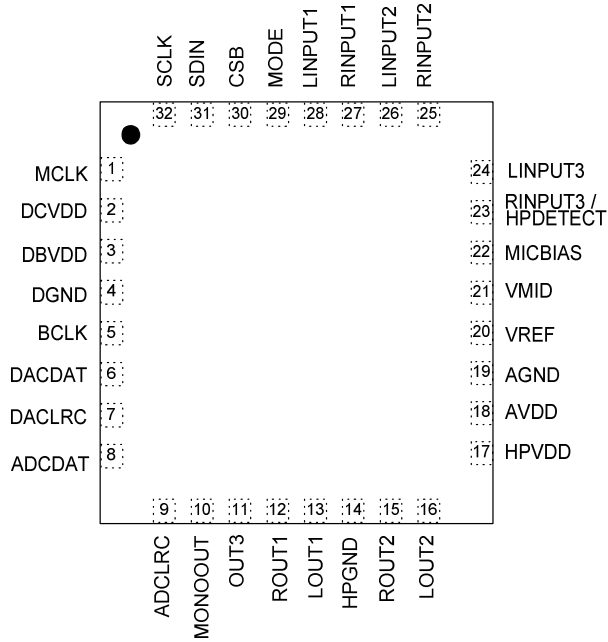 SCLK
SDIN
CSB
MODE
LINPUT1
RINPUT1
LINPUT2
RINPUT2
32 31 30 29 28 27 26 25
MCLK 1
DCVDD 2
DBVDD 3
DGND 4
BCLK 5
DACDAT 6
DACLRC 7
ADCDAT 8
24 LINPUT3
23 RINPUT3 /
HPDETECT
22 MICBIAS
21 VMID
20 VREF
19 AGND
18 AVDD
17 HPVDD
9 10 11 12 13 14 15 16
ADCLRC
MONOOUT
OUT3
ROUT1
LOUT1
HPGND
ROUT2
LOUT2